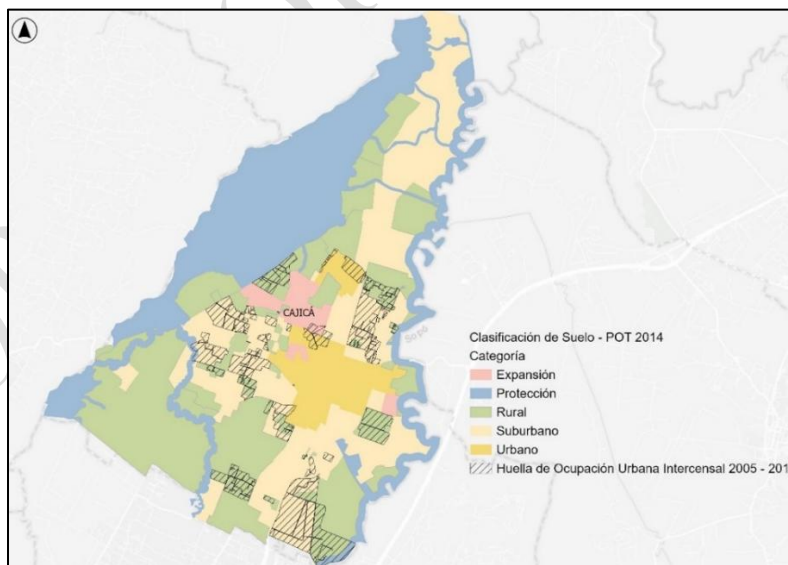 CAJICÁ
Sopó
Clasificación de Suelo - POT 2014
Categoría
Expansión
Protección
Rural
Suburbano
Urbano
Huella de Ocupación Urbana Intercensal 2005 - 201